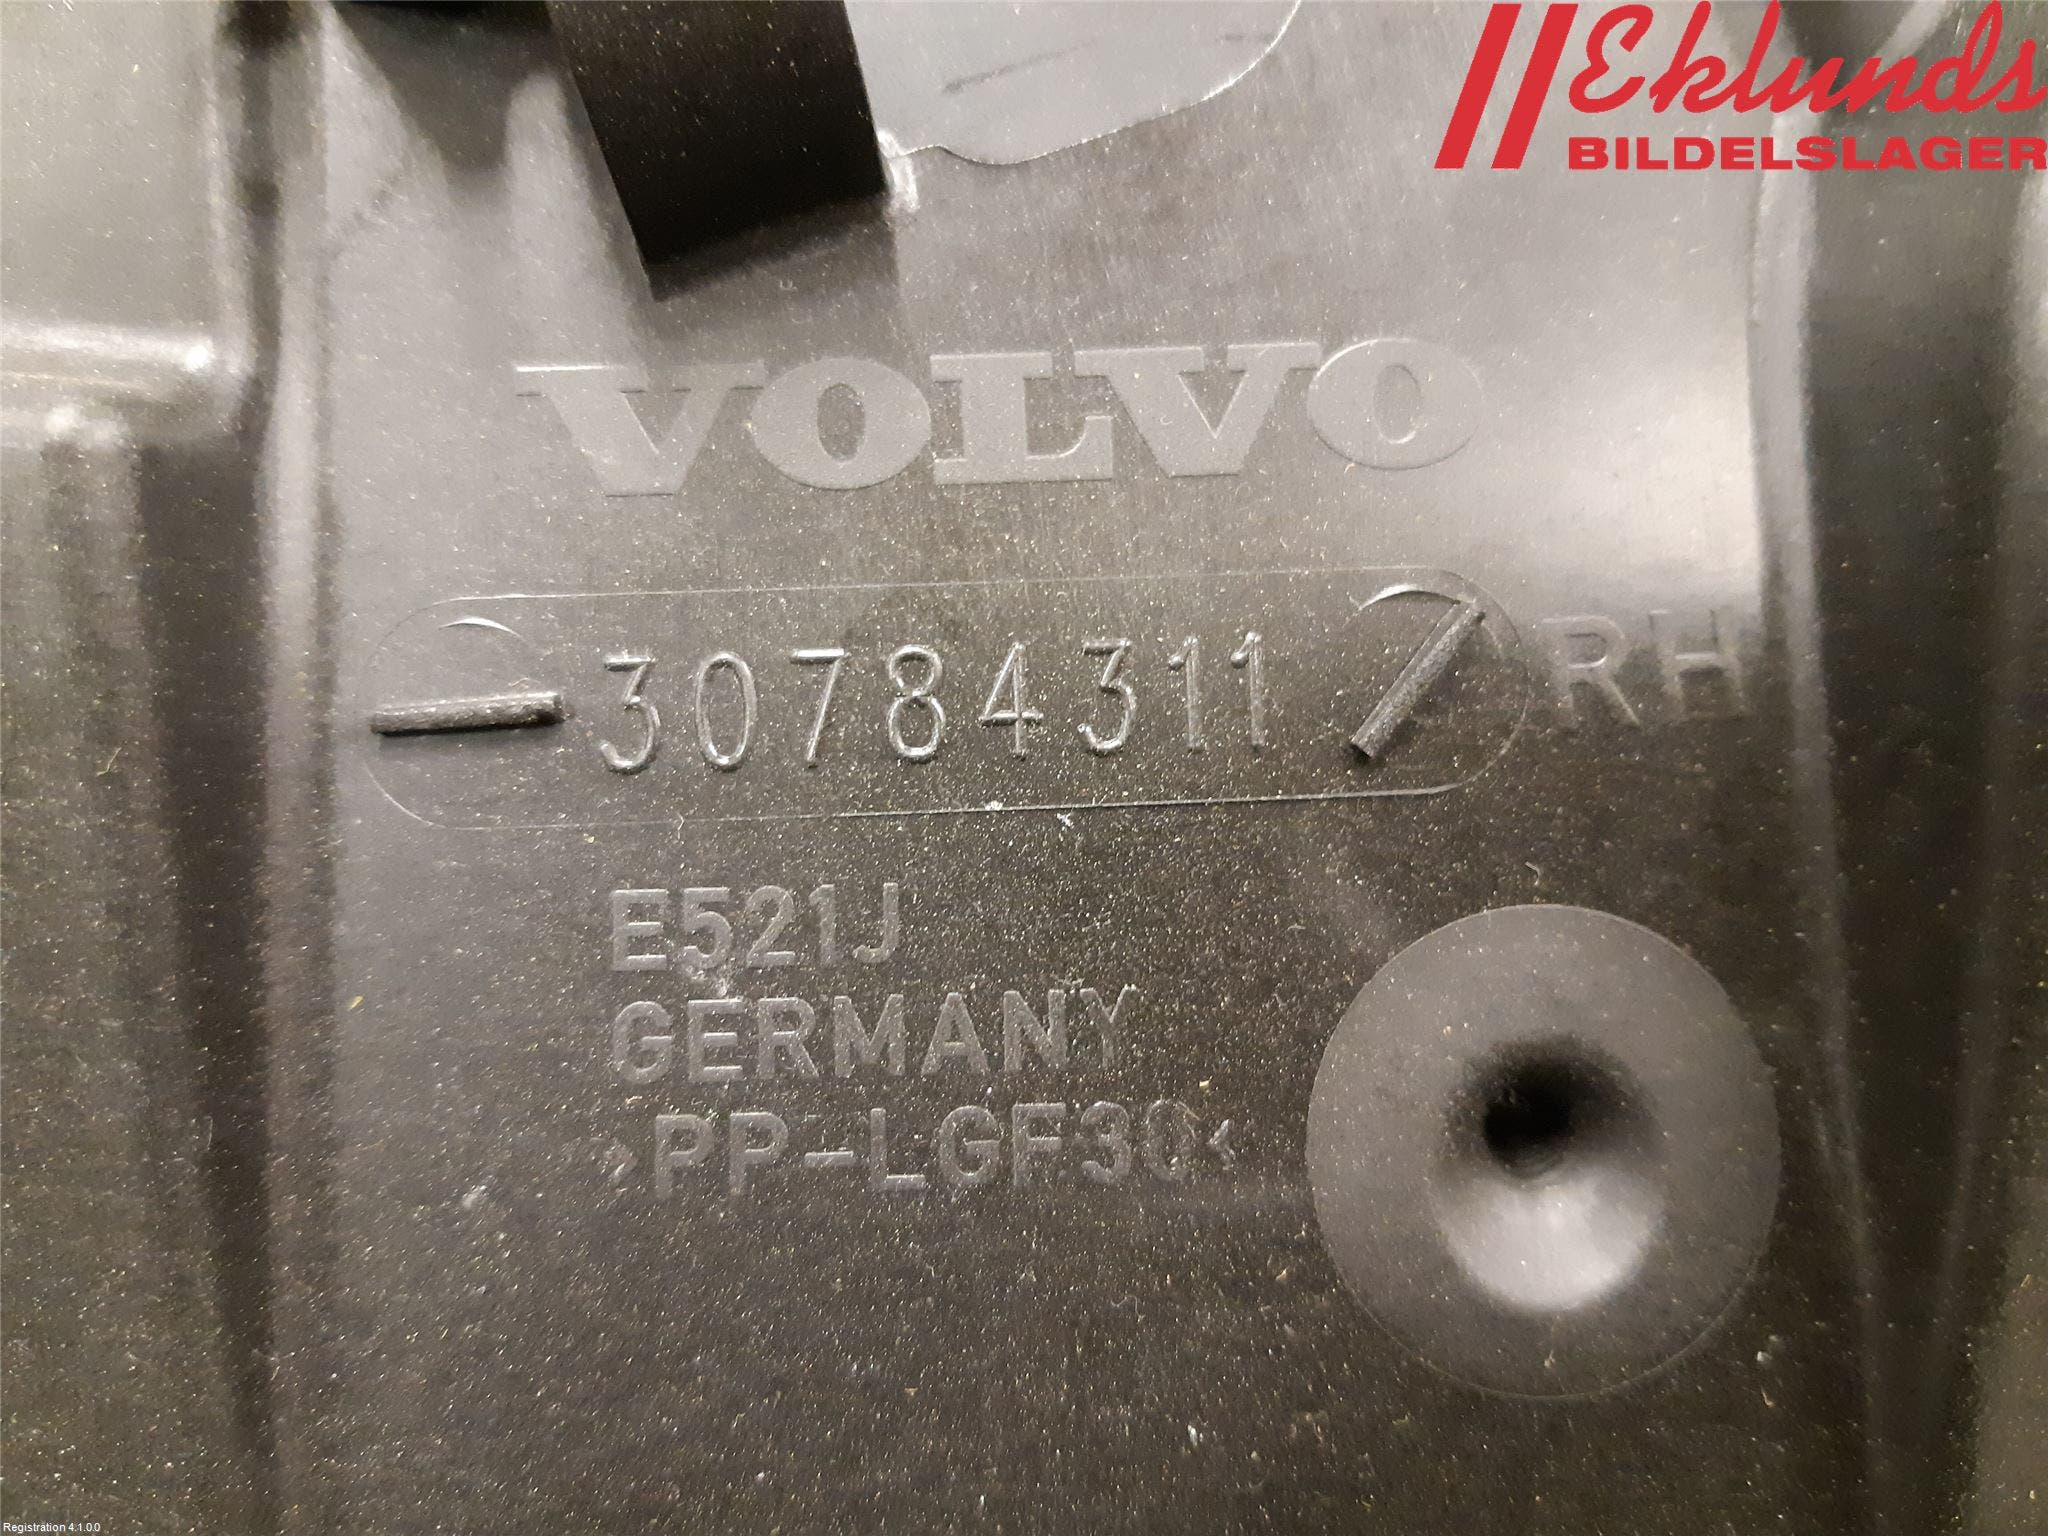 Eklunds
BILDELSLAGER
VOLVO
30784311 RH
E521J
GERMANY
>PP-LGF30<
Registration 4.1.0.0